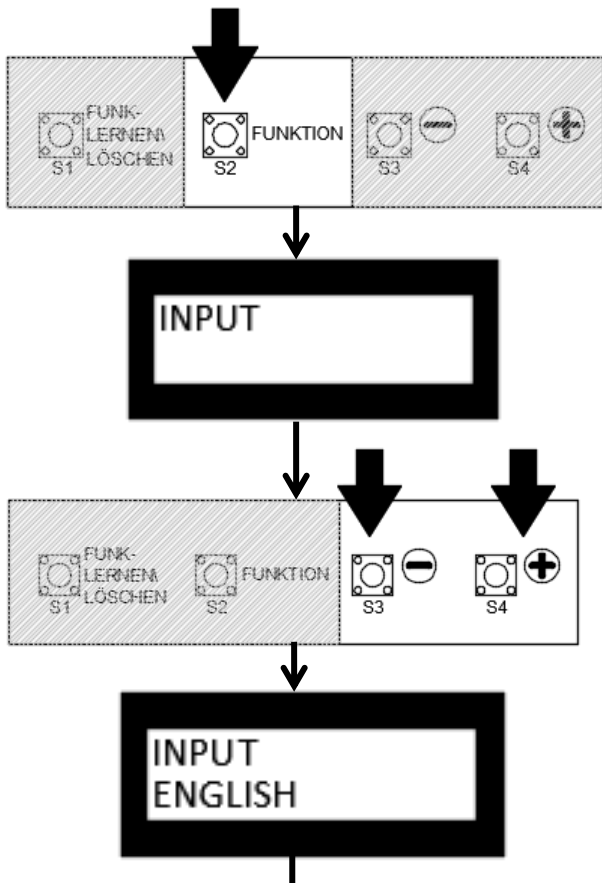 FUNK-
LERNEN\
LÖSCHEN
S1
FUNKTION
S2
S3
S4
INPUT
FUNK-
LERNEN\
LÖSCHEN
S1
FUNKTION
S2
S3
S4
INPUT
ENGLISH